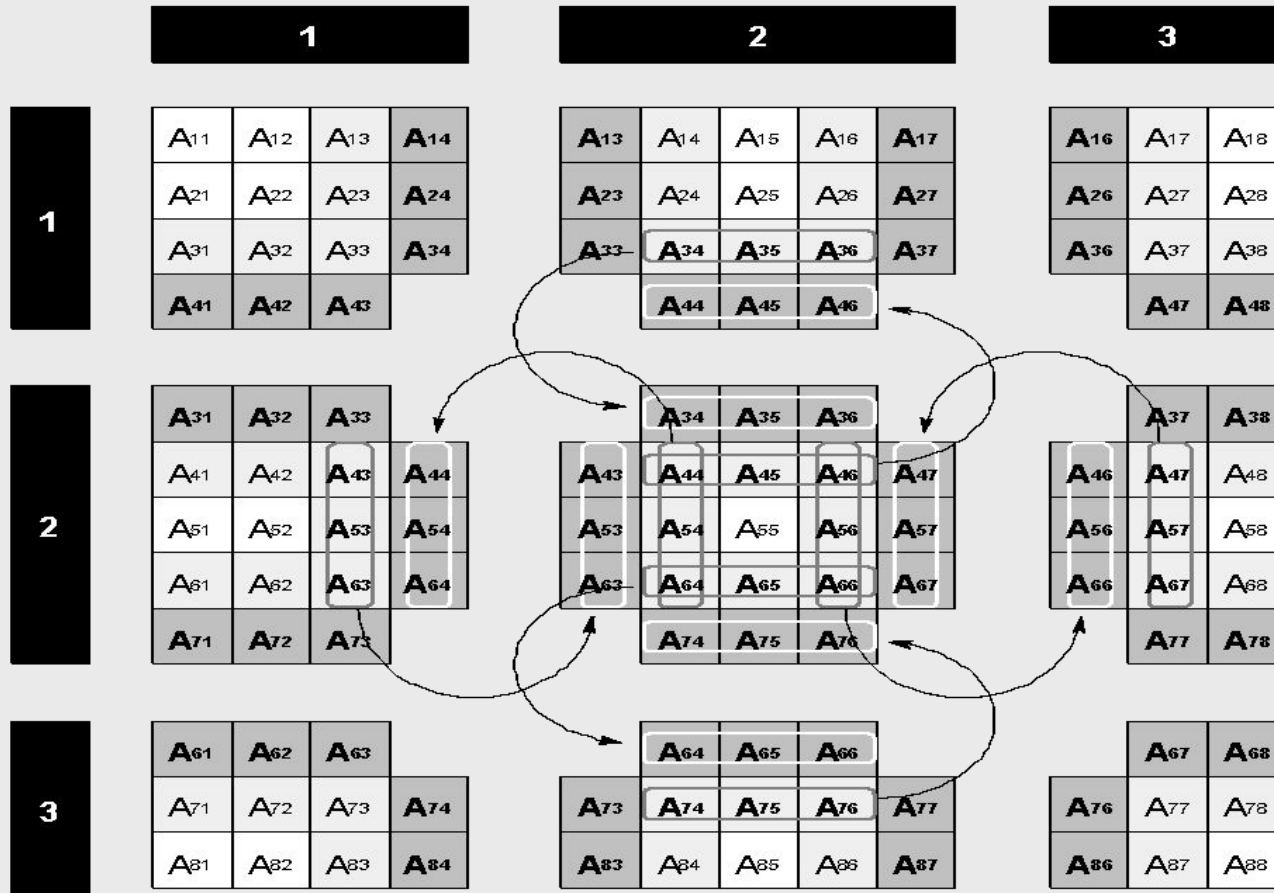 1 2 3
A11 A12 A13 A14 A13 A14 A15 A16 A17 A16 A17 A18
1 A21 A22 A23 A24 A23 A24 A25 A26 A27 A26 A27 A28
A31 A32 A33 A34 A33 A34 A35 A36 A37 A36 A37 A38
A41 A42 A43 A44 A45 A46 A47 A48
A31 A32 A33 A34 A35 A36 A37 A38
A41 A42 A43 A44 A43 A44 A45 A46 A47 A46 A47 A48
2 A51 A52 A53 A54 A53 A54 A55 A56 A57 A56 A57 A58
A61 A62 A63 A64 A63 A64 A65 A66 A67 A66 A67 A68
A71 A72 A73 A74 A75 A76 A77 A78
A61 A62 A63 A64 A65 A66 A67 A68
3 A71 A72 A73 A74 A73 A74 A75 A76 A77 A76 A77 A78
A81 A82 A83 A84 A83 A84 A85 A86 A87 A86 A87 A88